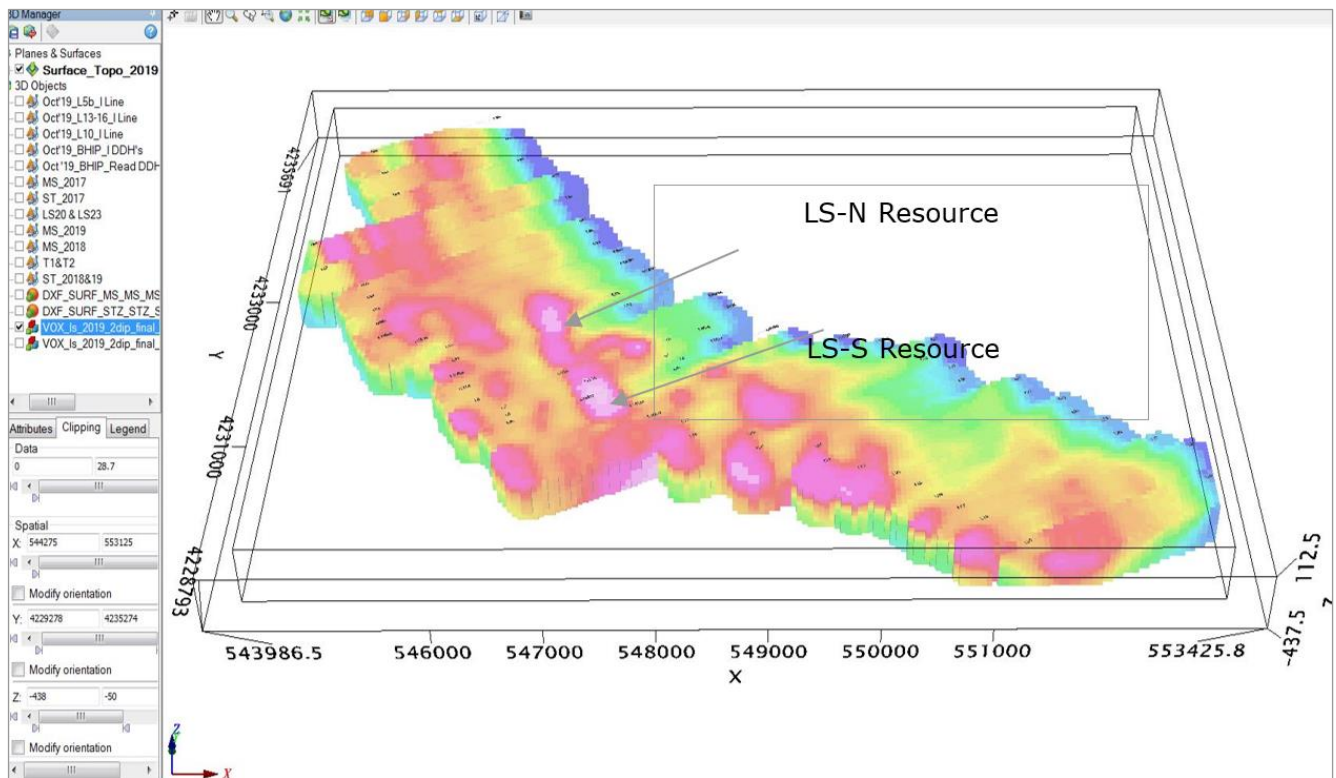 3D Manager
Planes & Surfaces
Surface_Topo_2019
3D Objects
Oct'19_L5b_I Line
Oct'19_L13-16_I Line
Oct'19_L10_I Line
Oct'19_BHIP_I DDH's
Oct '19_BHIP_Read DDH
MS_2017
ST_2017
LS20 & LS23
MS_2019
MS_2018
T1&T2
ST_2018&19
DXF_SURF_MS_MS_MS
DXF_SURF_STZ_STZ_S
VOX_ls_2019_2dip_final_
VOX_ls_2019_2dip_final_
Attributes Clipping Legend
Data
0 28.7
Spatial
X: 544275 553125
Modify orientation
Y: 4229278 4235274
Modify orientation
Z: -438 -50
Modify orientation
LS-N Resource
LS-S Resource
4235691
4233000
Y
4231000
4228793
543986.5 546000 547000 548000 549000 550000 551000 553425.8
X
112.5
Z
-437.5
Z
X